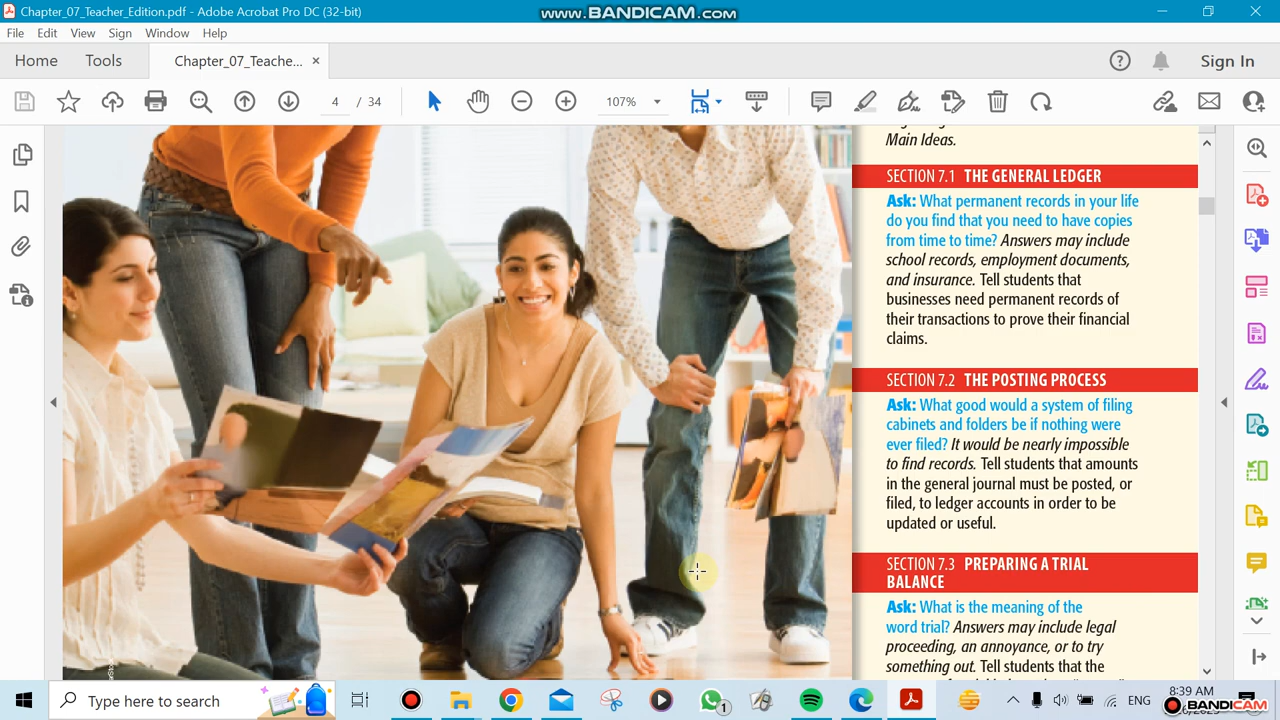 Chapter_07_Teacher_Edition.pdf - Adobe Acrobat Pro DC (32-bit)
www.BANDICAM.com
File Edit View Sign Window Help
Home Tools Chapter_07_Teache... × Sign In
4 / 34 107%
Main Ideas.
SECTION 7.1 THE GENERAL LEDGER
Ask: What permanent records in your life
do you find that you need to have copies
from time to time? Answers may include
school records, employment documents,
and insurance. Tell students that
businesses need permanent records of
their transactions to prove their financial
claims.
SECTION 7.2 THE POSTING PROCESS
Ask: What good would a system of filing
cabinets and folders be if nothing were
ever filed? It would be nearly impossible
to find records. Tell students that amounts
in the general journal must be posted, or
filed, to ledger accounts in order to be
updated or useful.
SECTION 7.3 PREPARING A TRIAL
BALANCE
Ask: What is the meaning of the
word trial? Answers may include legal
proceeding, an annoyance, or to try
something out. Tell students that the
Type here to search
1
ENG
8:39 AM
BANDICAM